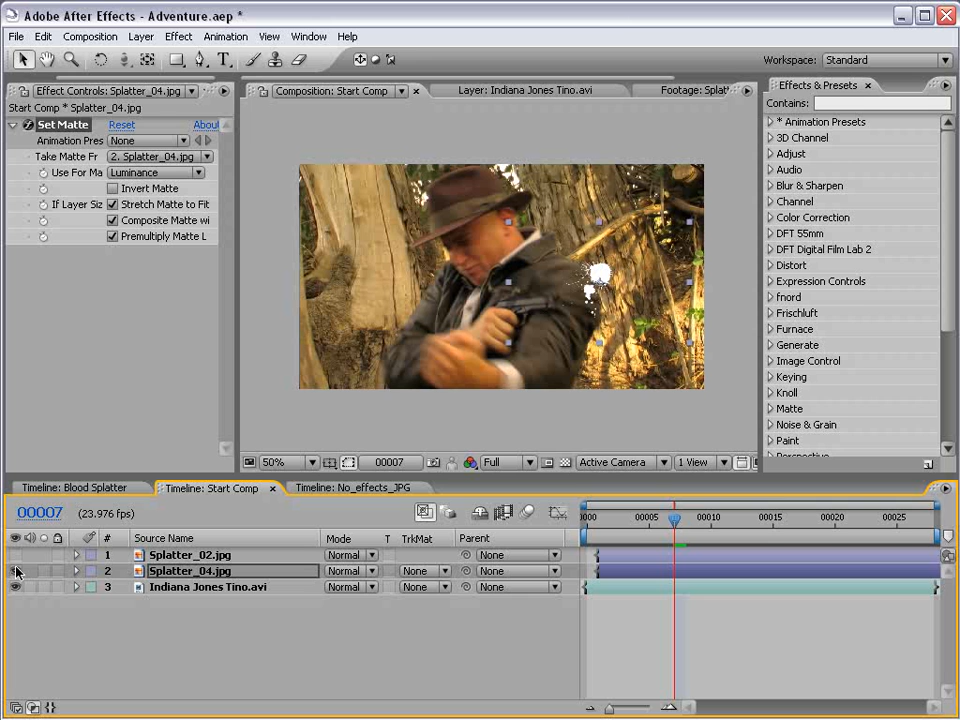 Adobe After Effects - Adventure.aep *
File Edit Composition Layer Effect Animation View Window Help
Workspace: Standard
Effect Controls: Splatter_04.jpg
Composition: Start Comp
Layer: Indiana Jones Tino.avi
Footage: Splat
Effects & Presets
Start Comp * Splatter_04.jpg
Contains:
Set Matte Reset Abou
Animation Pres None
Take Matte Fr 2. Splatter_04.jpg
Use For Ma Luminance
Invert Matte
If Layer Siz Stretch Matte to Fit
Composite Matte wi
Premultiply Matte L
* Animation Presets
3D Channel
Adjust
Audio
Blur & Sharpen
Channel
Color Correction
DFT 55mm
DFT Digital Film Lab 2
Distort
Expression Controls
fnord
Frischluft
Furnace
Generate
Image Control
Keying
Knoll
Matte
Noise & Grain
Paint
50% 00007 Full Active Camera 1 View
Timeline: Blood Splatter
Timeline: Start Comp
Timeline: No_effects_JPG
00007 (23.976 fps)
0000 00005 00010 00015 00020 00025
# Source Name Mode T TrkMat Parent
1 Splatter_02.jpg Normal None
2 Splatter_04.jpg Normal None None
3 Indiana Jones Tino.avi Normal None None